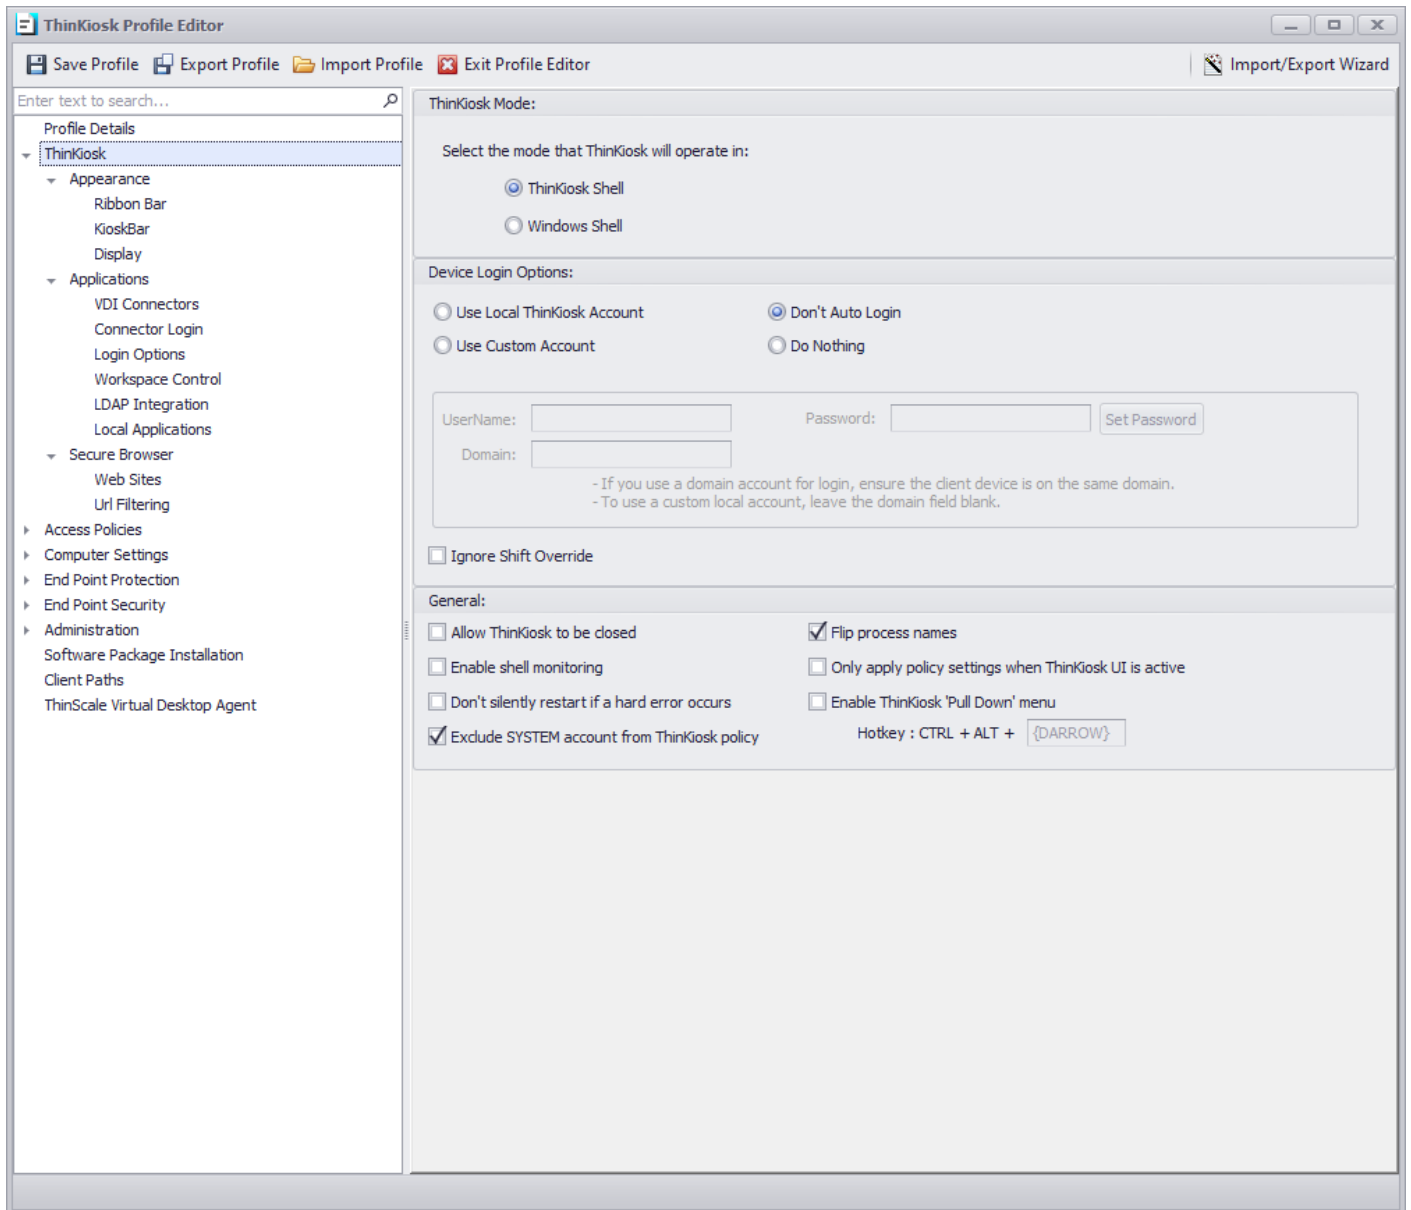 ThinKiosk Profile Editor
Save Profile Export Profile Import Profile Exit Profile Editor Import/Export Wizard
Enter text to search...
Profile Details
ThinKiosk
Appearance
Ribbon Bar
KioskBar
Display
Applications
VDI Connectors
Connector Login
Login Options
Workspace Control
LDAP Integration
Local Applications
Secure Browser
Web Sites
Url Filtering
Access Policies
Computer Settings
End Point Protection
End Point Security
Administration
Software Package Installation
Client Paths
ThinScale Virtual Desktop Agent
ThinKiosk Mode:
Select the mode that ThinKiosk will operate in:
ThinKiosk Shell
Windows Shell
Device Login Options:
Use Local ThinKiosk Account Don't Auto Login
Use Custom Account Do Nothing
UserName: Password: Set Password
Domain:
- If you use a domain account for login, ensure the client device is on the same domain.
- To use a custom local account, leave the domain field blank.
Ignore Shift Override
General:
Allow ThinKiosk to be closed Flip process names
Enable shell monitoring Only apply policy settings when ThinKiosk UI is active
Don't silently restart if a hard error occurs Enable ThinKiosk 'Pull Down' menu
Exclude SYSTEM account from ThinKiosk policy Hotkey : CTRL + ALT + {DARROW}